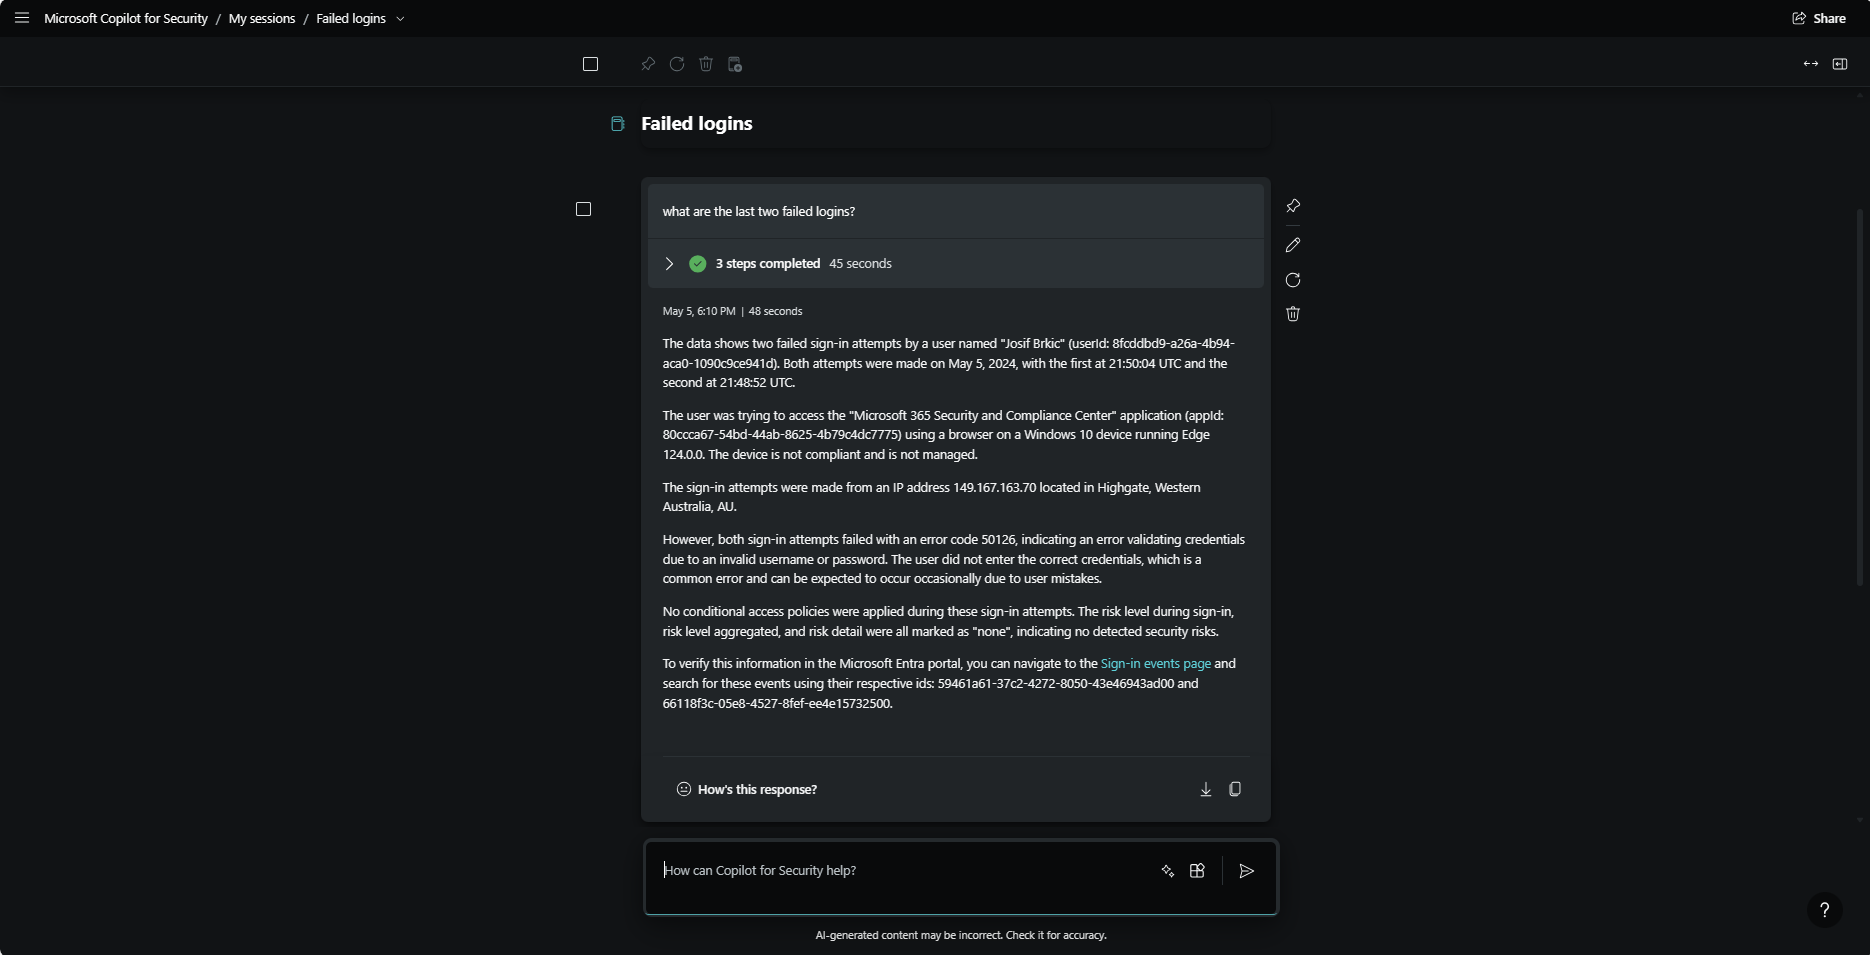 Microsoft Copilot for Security / My sessions / Failed logins
Share
Failed logins
what are the last two failed logins?
3 steps completed 45 seconds
May 5, 6:10 PM | 48 seconds
The data shows two failed sign-in attempts by a user named "Josif Brkic" (userId: 8fcddbd9-a26a-4b94-
aca0-1090c9ce941d). Both attempts were made on May 5, 2024, with the first at 21:50:04 UTC and the
second at 21:48:52 UTC.
The user was trying to access the "Microsoft 365 Security and Compliance Center" application (appId:
80ccca67-54bd-44ab-8625-4b79c4dc7775) using a browser on a Windows 10 device running Edge
124.0.0. The device is not compliant and is not managed.
The sign-in attempts were made from an IP address 149.167.163.70 located in Highgate, Western
Australia, AU.
However, both sign-in attempts failed with an error code 50126, indicating an error validating credentials
due to an invalid username or password. The user did not enter the correct credentials, which is a
common error and can be expected to occur occasionally due to user mistakes.
No conditional access policies were applied during these sign-in attempts. The risk level during sign-in,
risk level aggregated, and risk detail were all marked as "none", indicating no detected security risks.
To verify this information in the Microsoft Entra portal, you can navigate to the Sign-in events page and
search for these events using their respective ids: 59461a61-37c2-4272-8050-43e46943ad00 and
66118f3c-05e8-4527-8fef-ee4e15732500.
How's this response?
How can Copilot for Security help?
?
AI-generated content may be incorrect. Check it for accuracy.